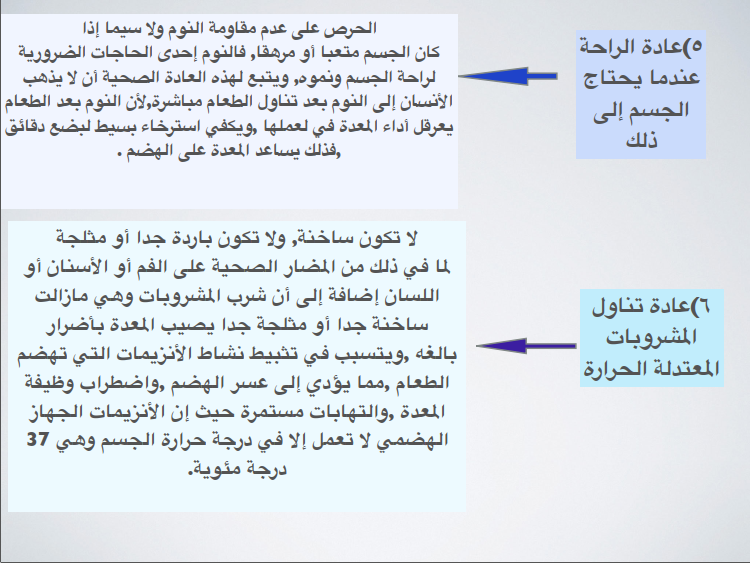 ٥)عادة الراحة
عندما يحتاج
الجسم إلى
ذلك
الحرص على عدم مقاومة النوم ولا سيما إذا
كان الجسم متعبا أو مرهقا, فالنوم إحدى الحاجات الضرورية
لراحة الجسم ونموه, ويتبع لهذه العادة الصحية أن لا يذهب
الأنسان إلى النوم بعد تناول الطعام مباشرة,لأن النوم بعد الطعام
يعرقل أداء المعدة في لعملها ,ويكفي استرخاء بسيط لبضع دقائق
,فذلك يساعد المعدة على الهضم .
٦)عادة تناول
المشروبات
المعتدلة الحرارة
لا تكون ساخنة, ولا تكون باردة جدا أو مثلجة
لما في ذلك من المضار الصحية على الفم أو الأسنان أو
اللسان إضافة إلى أن شرب المشروبات وهي مازالت
ساخنة جدا أو مثلجة جدا يصيب المعدة بأضرار
بالغه ,ويتسبب في تثبيط نشاط الأنزيمات التي تهضم
الطعام ,مما يؤدي إلى عسر الهضم ,واضطراب وظيفة
المعدة ,والتهابات مستمرة حيث إن الأنزيمات الجهاز
الهضمي لا تعمل إلا في درجة حرارة الجسم وهي 37
درجة مئوية.